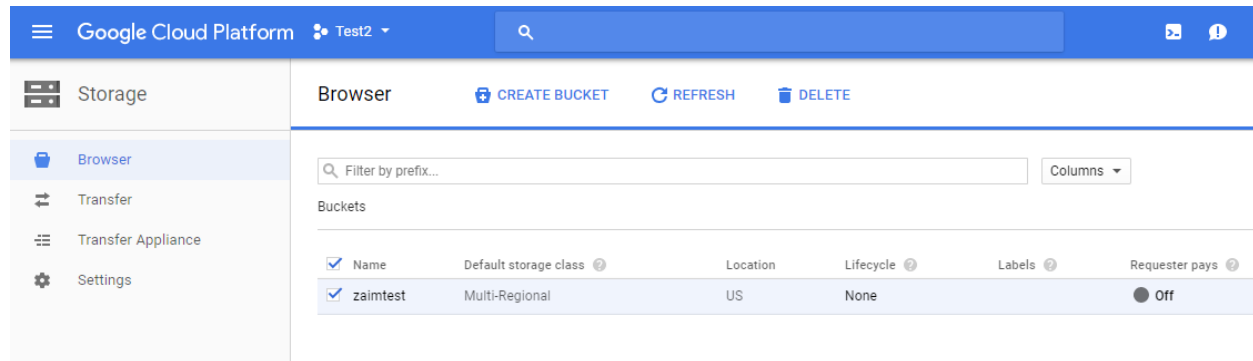 Google Cloud Platform Test2
Storage
Browser CREATE BUCKET REFRESH DELETE
Browser
Transfer
Transfer Appliance
Settings
Filter by prefix... Columns
Buckets
Name Default storage class Location Lifecycle Labels Requester pays
zaimtest Multi-Regional US None Off